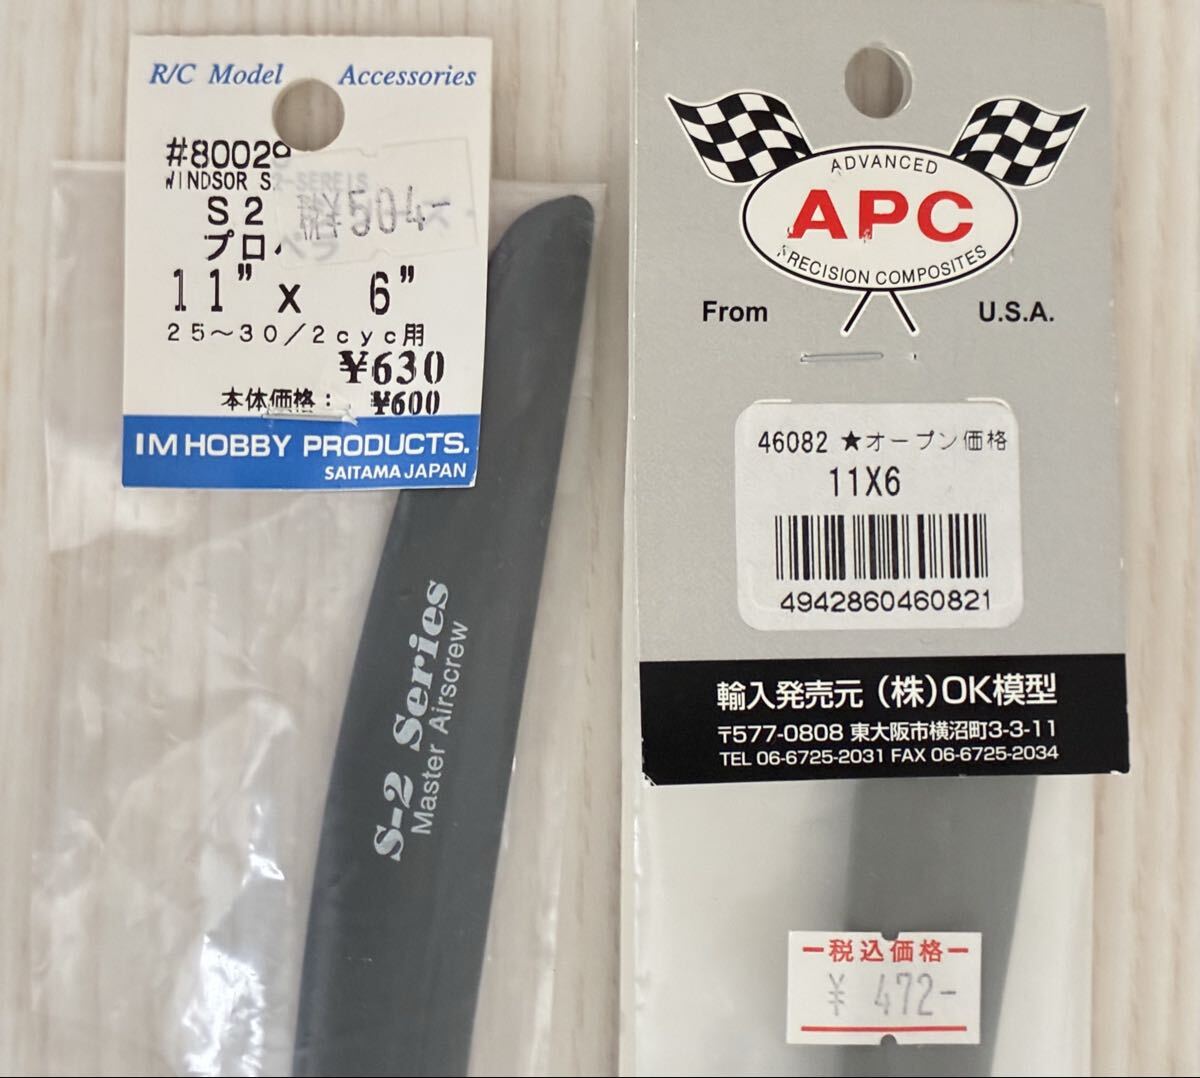 R/C Model Accessories
#80029
WINDSOR S2-SEREIS
S2
プロペラ
税¥504-
11" x 6"
25～30/2cyc用
¥630
本体価格： ¥600
IM HOBBY PRODUCTS.
SAITAMA JAPAN
S-2 Series
Master Airscrew
ADVANCED
APC
PRECISION COMPOSITES
From U.S.A.
46082 ★オープン価格
11X6
4942860460821
輸入発売元 (株)OK模型
〒577-0808 東大阪市横沼町3-3-11
TEL 06-6725-2031 FAX 06-6725-2034
税込価格
¥ 472-